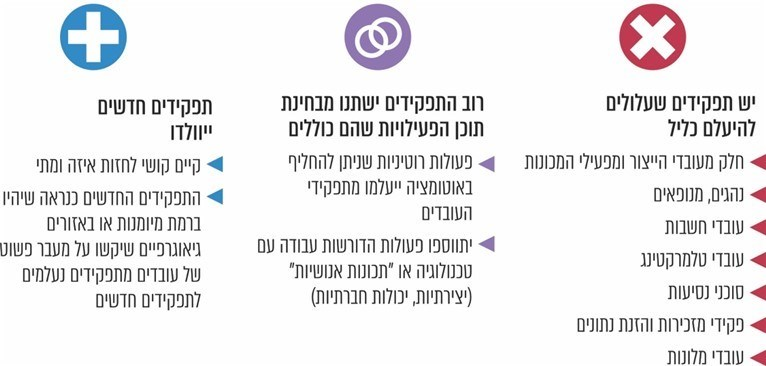 יש תפקידים שעלולים
להיעלם כליל
חלק מעובדי הייצור ומפעילי המכונות
נהגים, מנופאים
עובדי חשבות
עובדי טלמרקטינג
סוכני נסיעות
פקידי מזכירות והזנת נתונים
עובדי מלונות
רוב התפקידים ישתנו מבחינת
תוכן הפעילויות שהם כוללים
פעולות רוטיניות שניתן להחליף
באוטומציה ייעלמו מתפקידי
העובדים
יתווספו פעולות הדורשות עבודה עם
טכנולוגיה או "תכונות אנושיות"
(יצירתיות, יכולות חברתיות)
תפקידים חדשים
ייוולדו
קיים קושי לחזות איזה ומתי
התפקידים החדשים כנראה שיהיו
ברמת מיומנות או באזורים
גיאוגרפיים שיקשו על מעבר פשוט
של עובדים מתפקידים נעלמים
לתפקידים חדשים